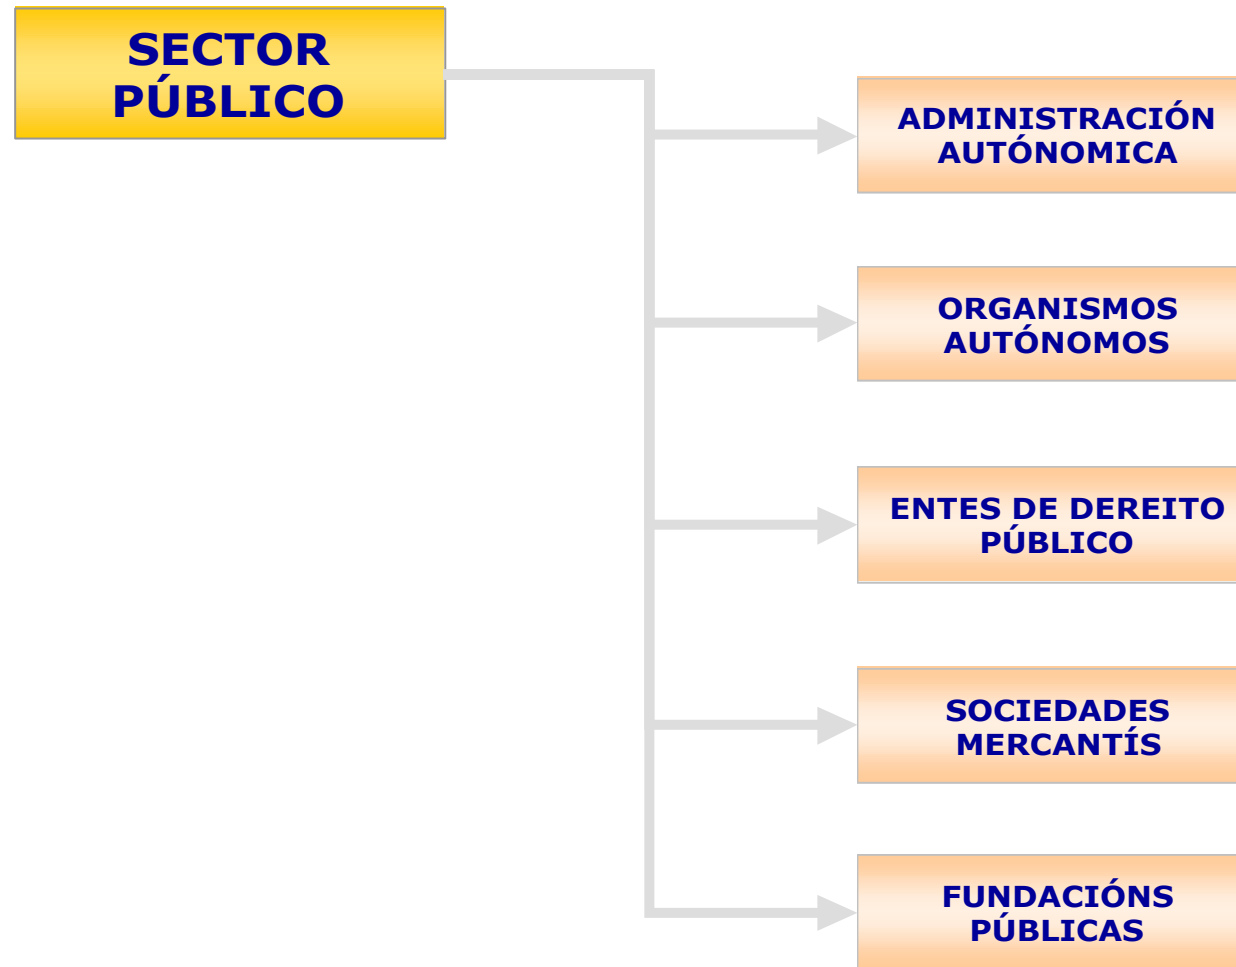 SECTOR
PÚBLICO
ADMINISTRACIÓN
AUTÓNOMICA
ORGANISMOS
AUTÓNOMOS
ENTES DE DEREITO
PÚBLICO
SOCIEDADES
MERCANTÍS
FUNDACIÓNS
PÚBLICAS